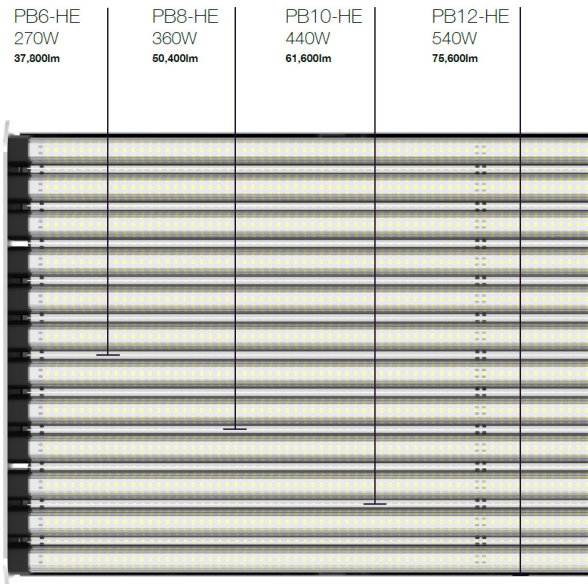 PB6-HE
270W
37,800lm
PB8-HE
360W
50,400lm
PB10-HE
440W
61,600lm
PB12-HE
540W
75,600lm